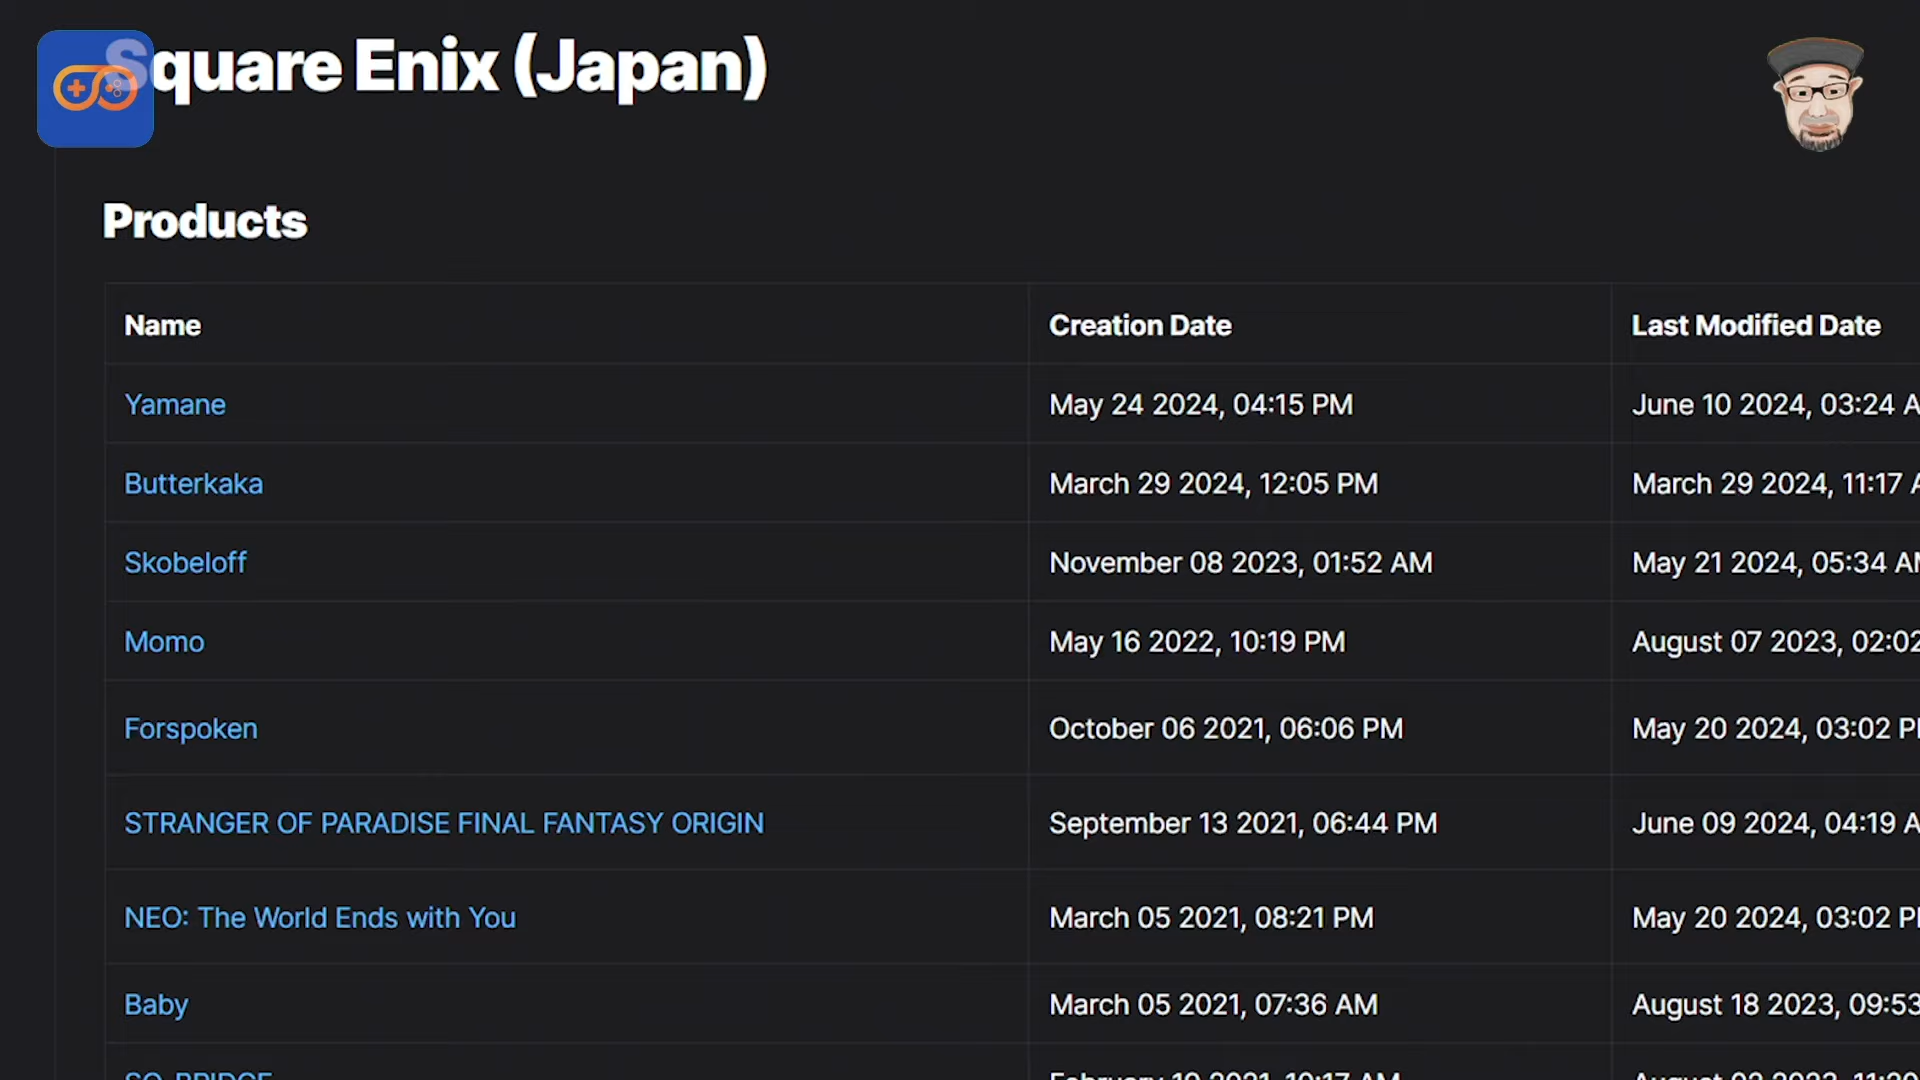 Square Enix (Japan)
Products
Name Creation Date Last Modified Date
Yamane May 24 2024, 04:15 PM June 10 2024, 03:24 A
Butterkaka March 29 2024, 12:05 PM March 29 2024, 11:17 A
Skobeloff November 08 2023, 01:52 AM May 21 2024, 05:34 AM
Momo May 16 2022, 10:19 PM August 07 2023, 02:02
Forspoken October 06 2021, 06:06 PM May 20 2024, 03:02 P
STRANGER OF PARADISE FINAL FANTASY ORIGIN September 13 2021, 06:44 PM June 09 2024, 04:19 A
NEO: The World Ends with You March 05 2021, 08:21 PM May 20 2024, 03:02 P
Baby March 05 2021, 07:36 AM August 18 2023, 09:53